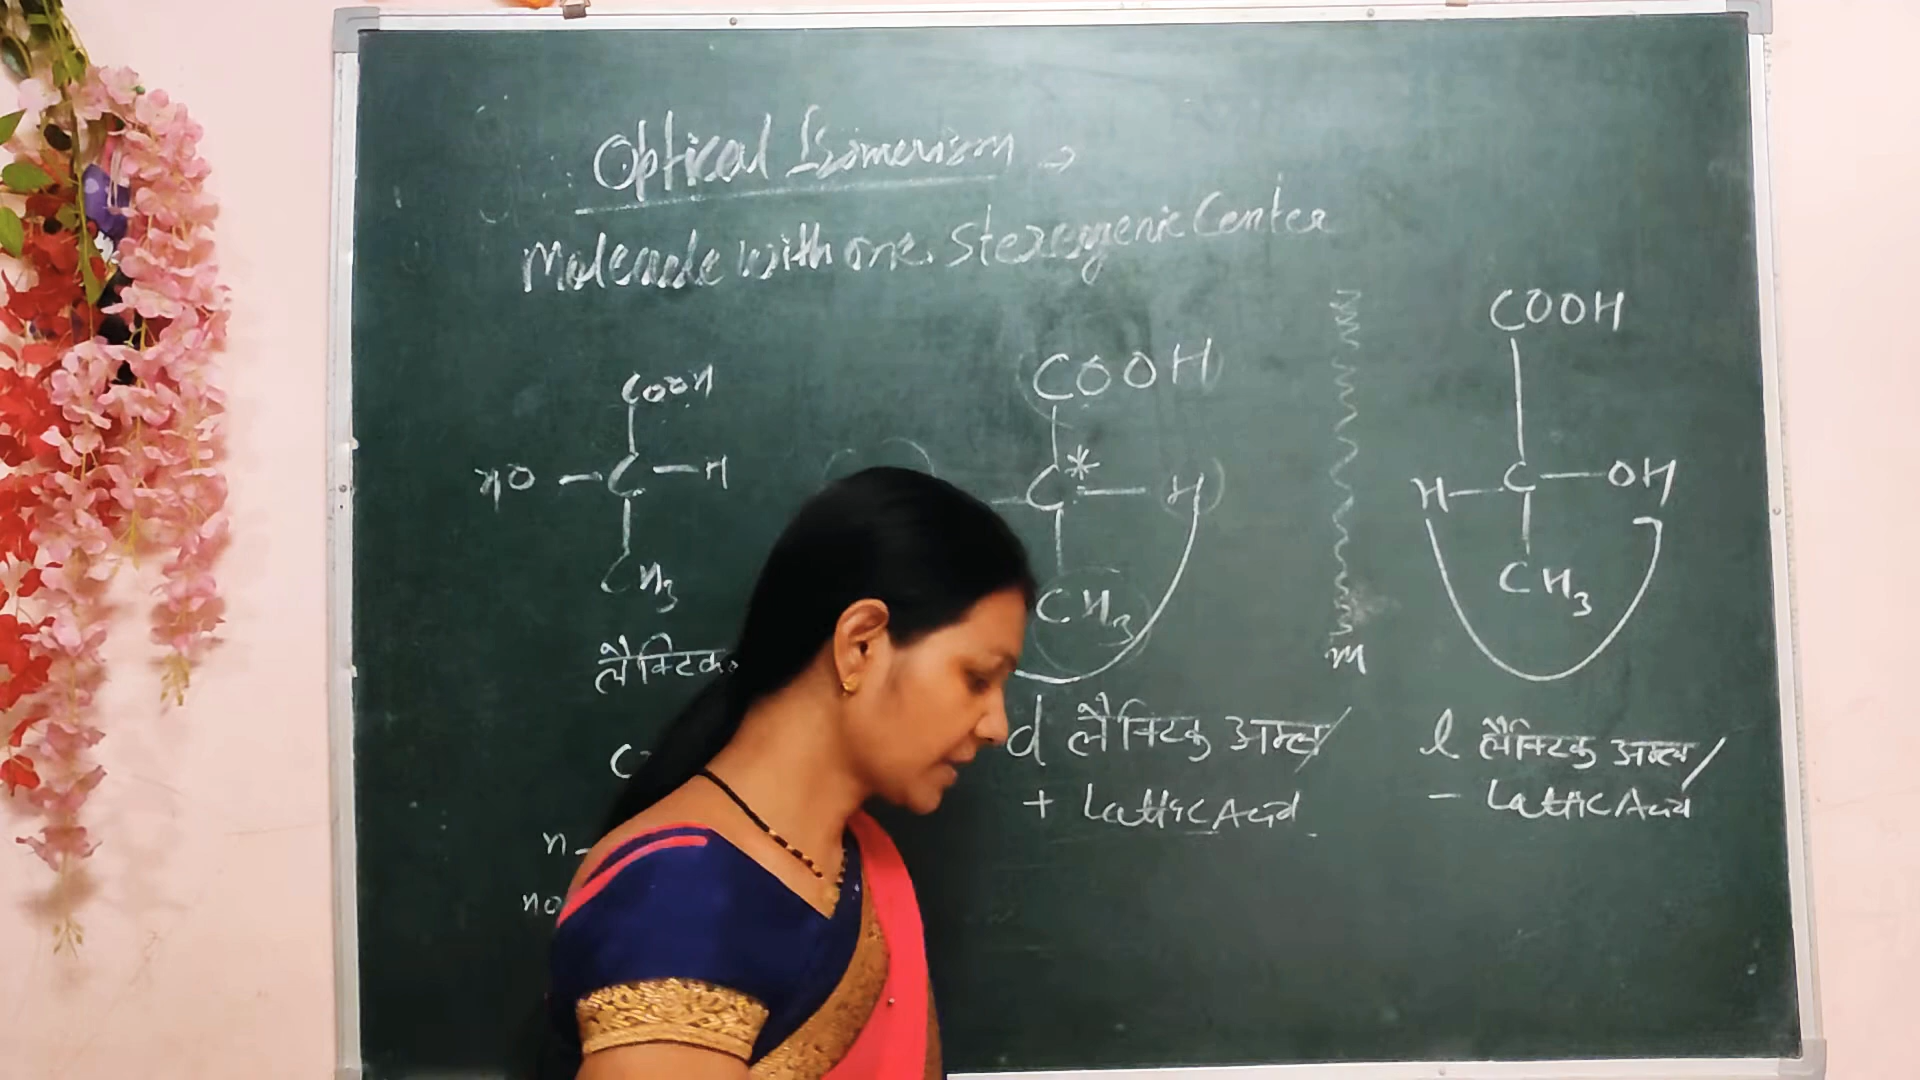 Optical Isomerism →
Molecule with one Stereogenic Center
COOH
HO - C - H
CH3
लैक्टिक
COOH
C* - H
CH3
d लैक्टिक अम्ल/
+ Lactic Acid
m
COOH
H - C - OH
CH3
l लैक्टिक अम्ल/
- Lactic Acid